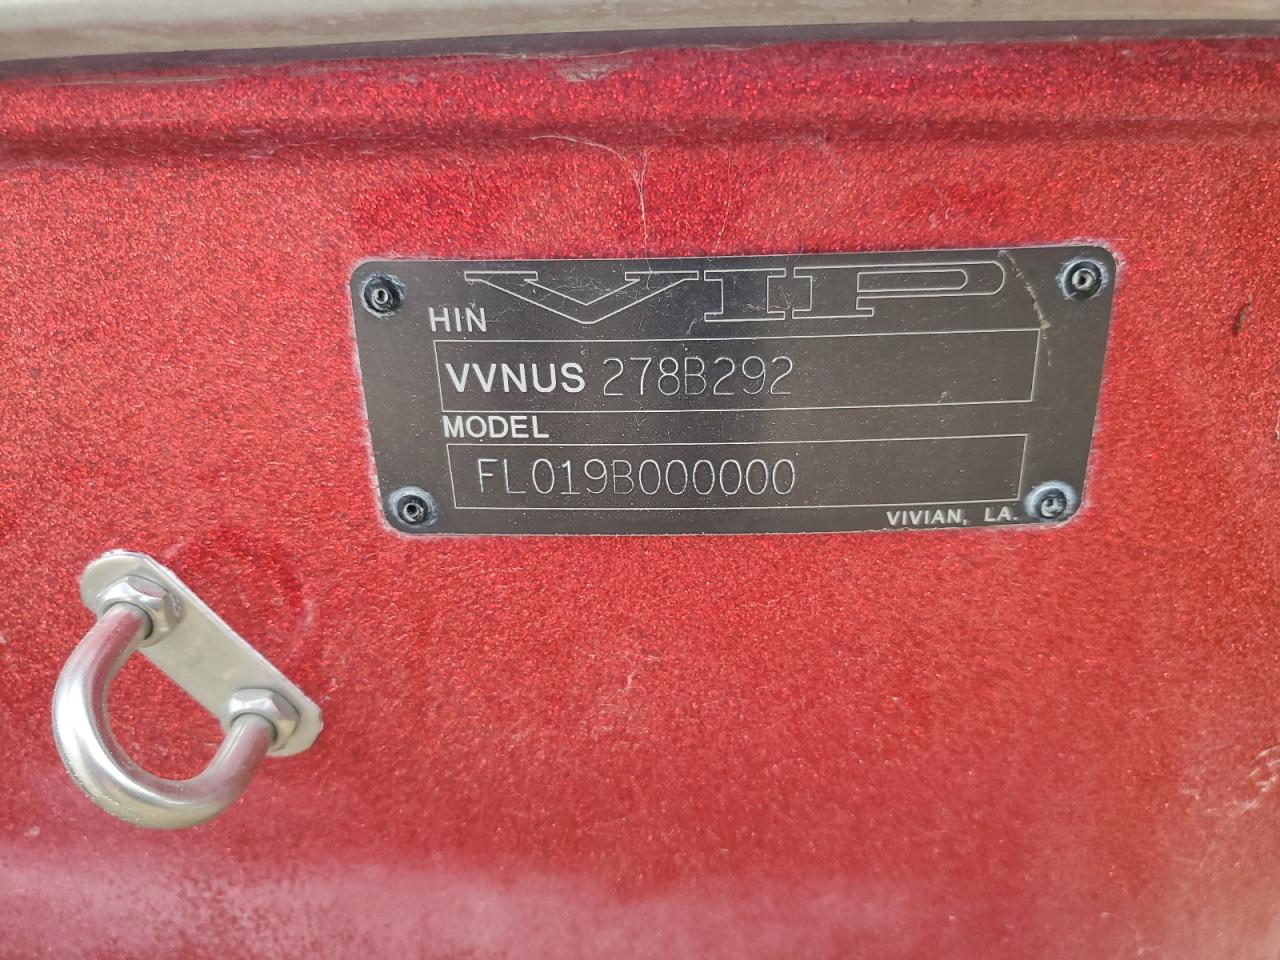 VIP
HIN
VVNUS 278B292
MODEL
FL019B000000
VIVIAN, LA.